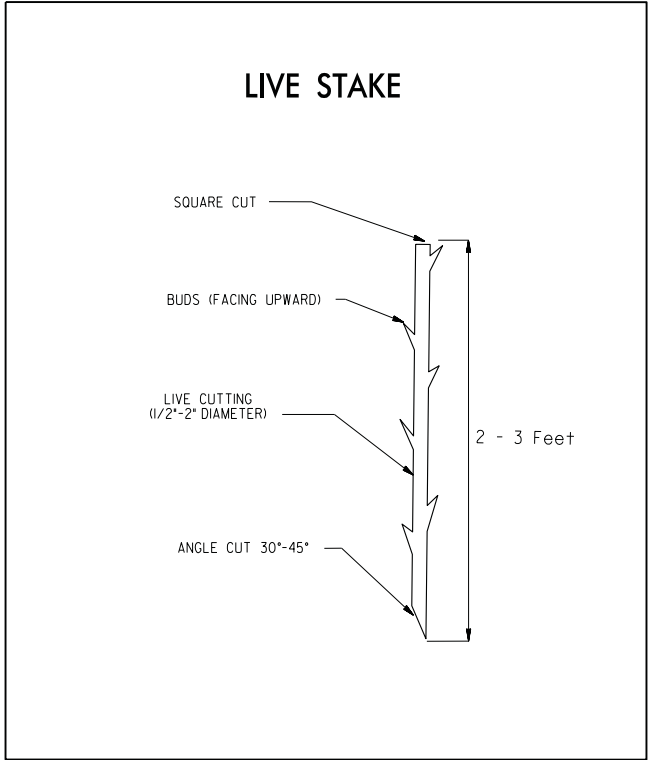 LIVE STAKE
SQUARE CUT
BUDS (FACING UPWARD)
LIVE CUTTING
(1/2"-2" DIAMETER)
2 - 3 Feet
ANGLE CUT 30°-45°